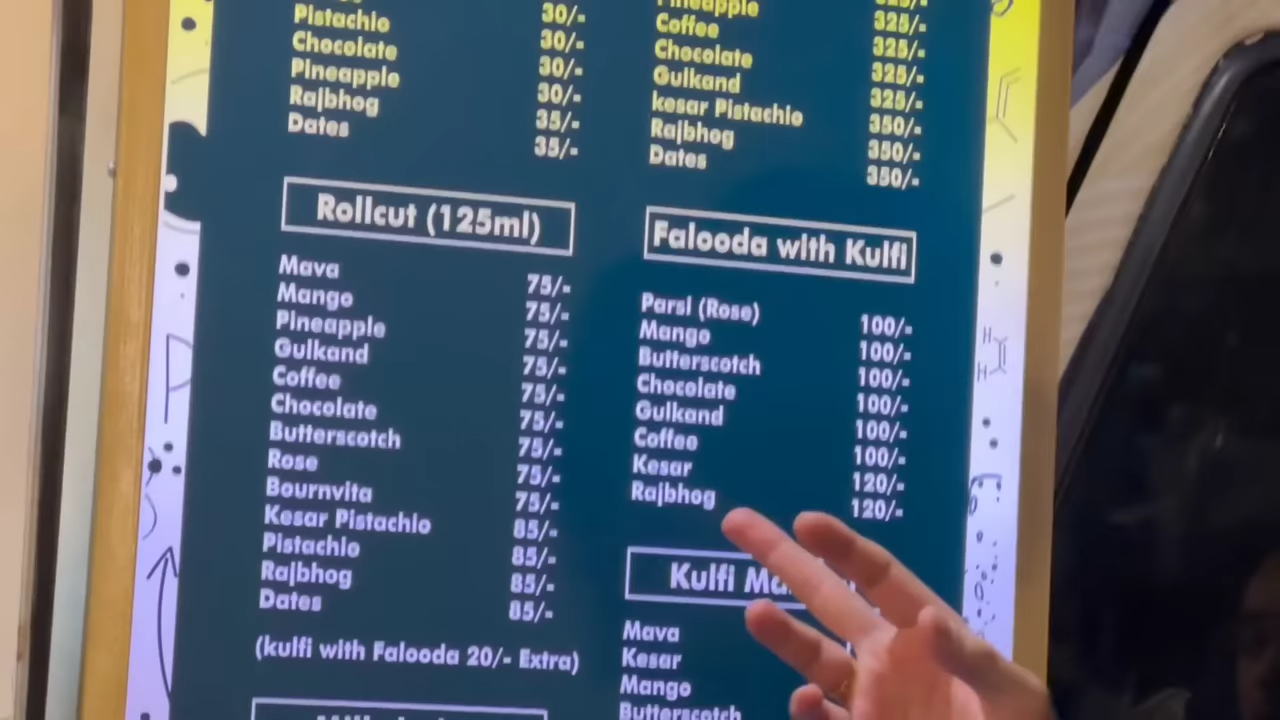 Pistachio 30/-
Chocolate 30/-
Pineapple 30/-
Rajbhog 35/-
Dates 35/-
Pineapple 325/-
Coffee 325/-
Chocolate 325/-
Gulkand 325/-
kesar Pistachio 350/-
Rajbhog 350/-
Dates 350/-
Rollcut (125ml)
Mava 75/-
Mango 75/-
Pineapple 75/-
Gulkand 75/-
Coffee 75/-
Chocolate 75/-
Butterscotch 75/-
Rose 75/-
Bournvita 75/-
Kesar Pistachio 85/-
Pistachio 85/-
Rajbhog 85/-
Dates 85/-
(kulfi with Falooda 20/- Extra)
Falooda with Kulfi
Parsi (Rose) 100/-
Mango 100/-
Butterscotch 100/-
Chocolate 100/-
Gulkand 100/-
Coffee 100/-
Kesar 120/-
Rajbhog 120/-
Kulfi
Mava
Kesar
Mango
Butterscotch
H
H